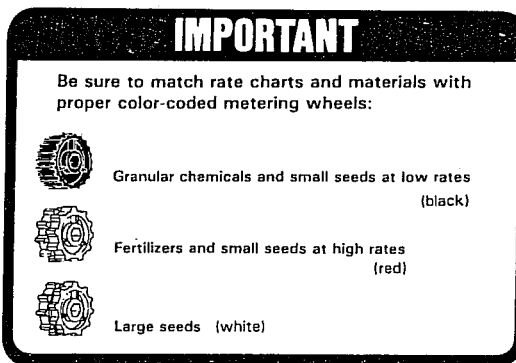 IMPORTANT
Be sure to match rate charts and materials with
proper color-coded metering wheels:
Granular chemicals and small seeds at low rates
(black)
Fertilizers and small seeds at high rates
(red)
Large seeds (white)